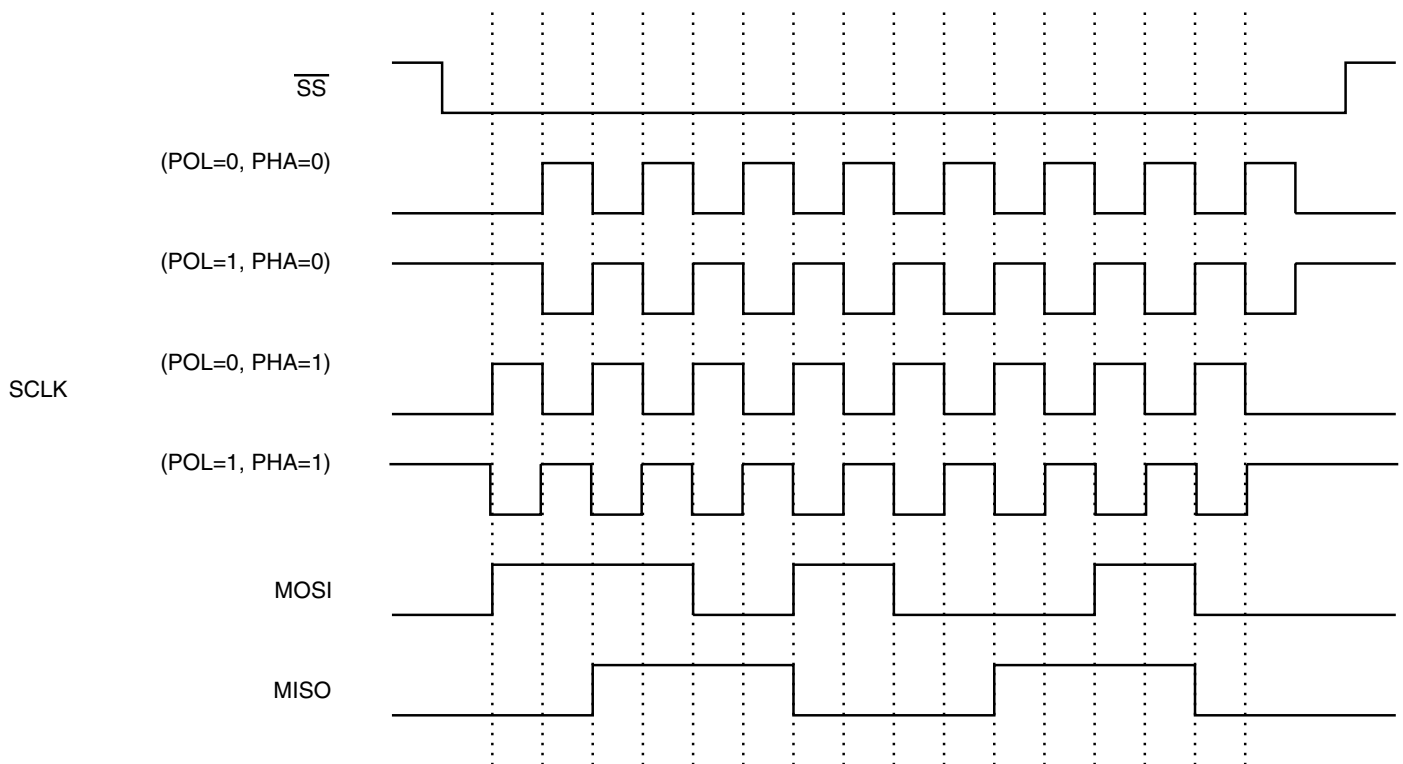 S̅S̅
(POL=0, PHA=0)
(POL=1, PHA=0)
(POL=0, PHA=1)
SCLK
(POL=1, PHA=1)
MOSI
MISO